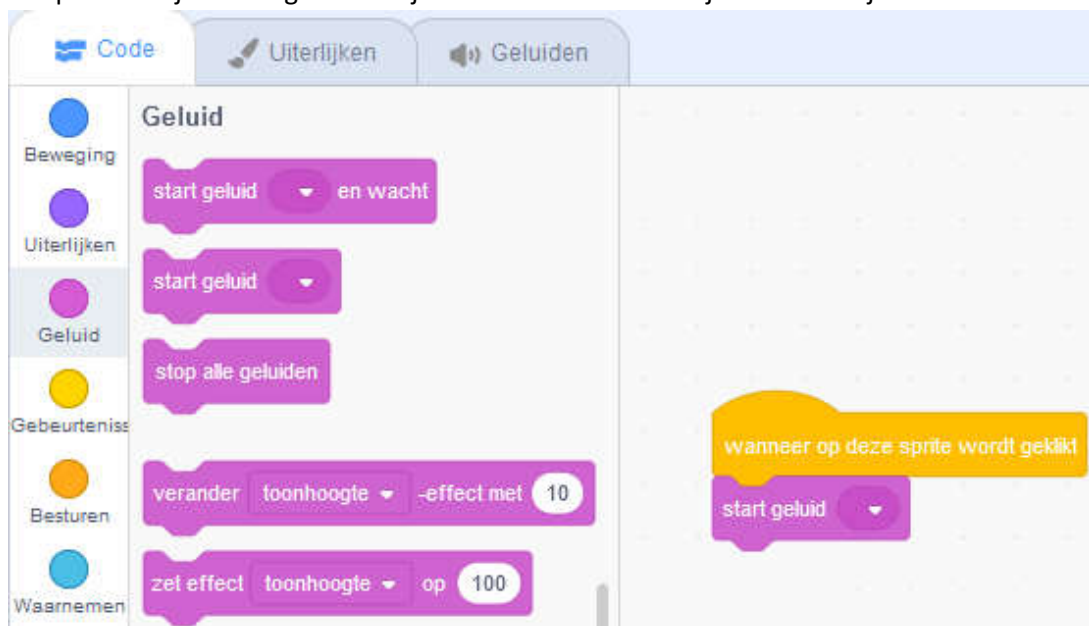 Code
Uiterlijken
Geluiden
Beweging
Uiterlijken
Geluid
Gebeurteniss
Besturen
Waarnemen
Geluid
start geluid en wacht
start geluid
stop alle geluiden
verander toonhoogte -effect met 10
zet effect toonhoogte op 100
wanneer op deze sprite wordt geklikt
start geluid